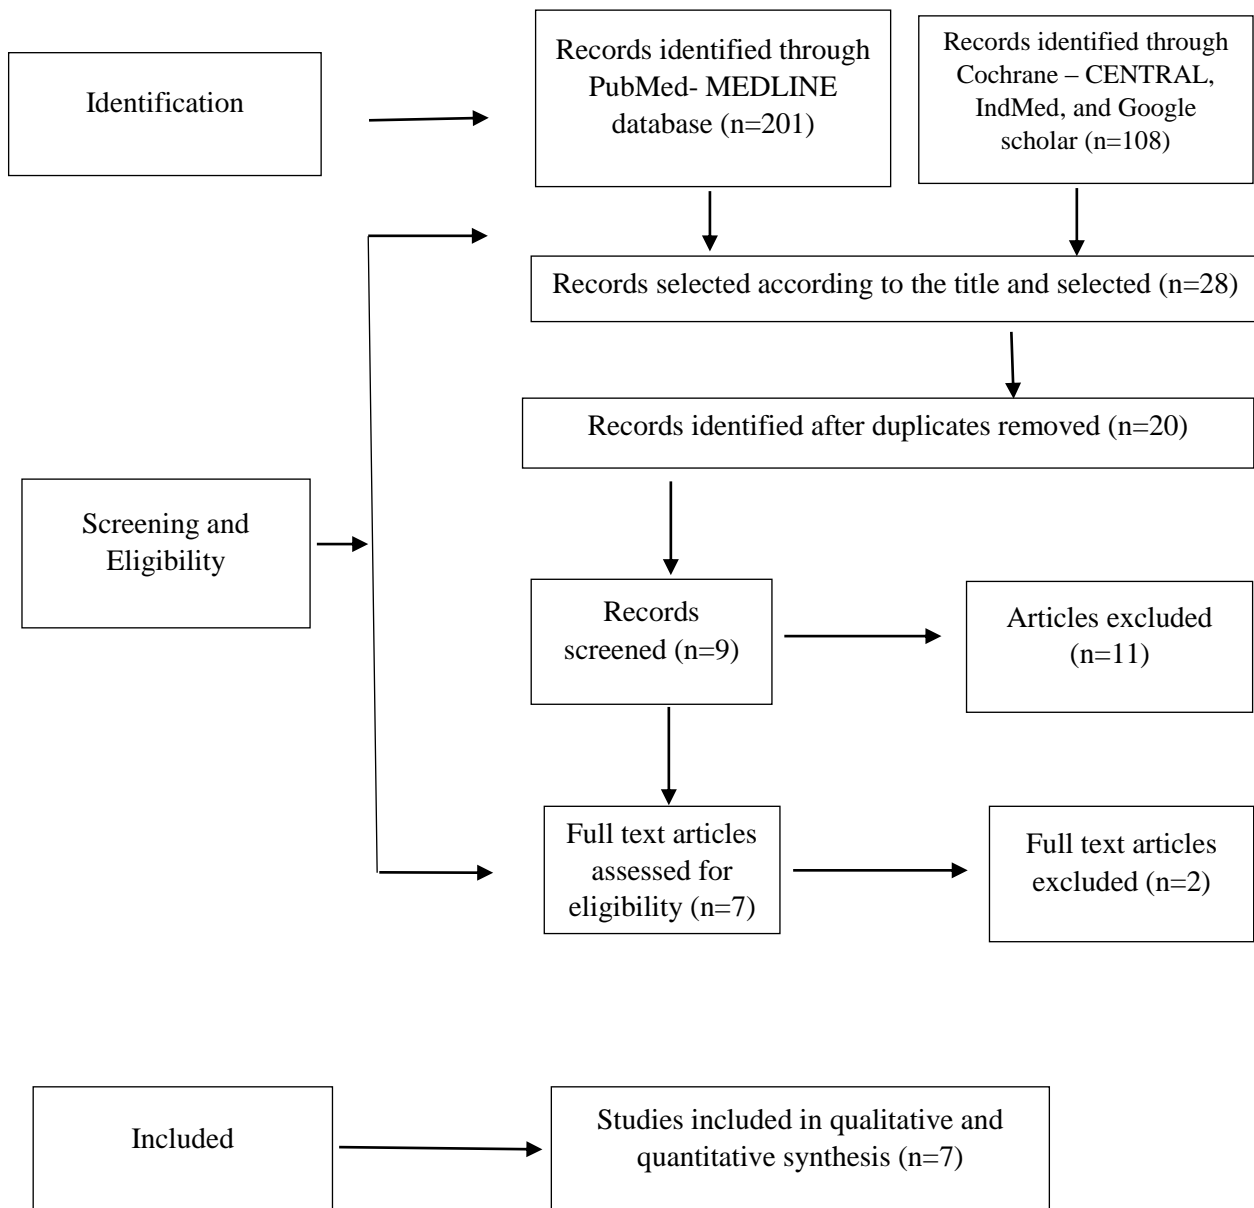 Identification
Records identified through
PubMed- MEDLINE
database (n=201)
Records identified through
Cochrane – CENTRAL,
IndMed, and Google
scholar (n=108)
Records selected according to the title and selected (n=28)
Records identified after duplicates removed (n=20)
Screening and
Eligibility
Records
screened (n=9)
Articles excluded
(n=11)
Full text articles
assessed for
eligibility (n=7)
Full text articles
excluded (n=2)
Included
Studies included in qualitative and
quantitative synthesis (n=7)